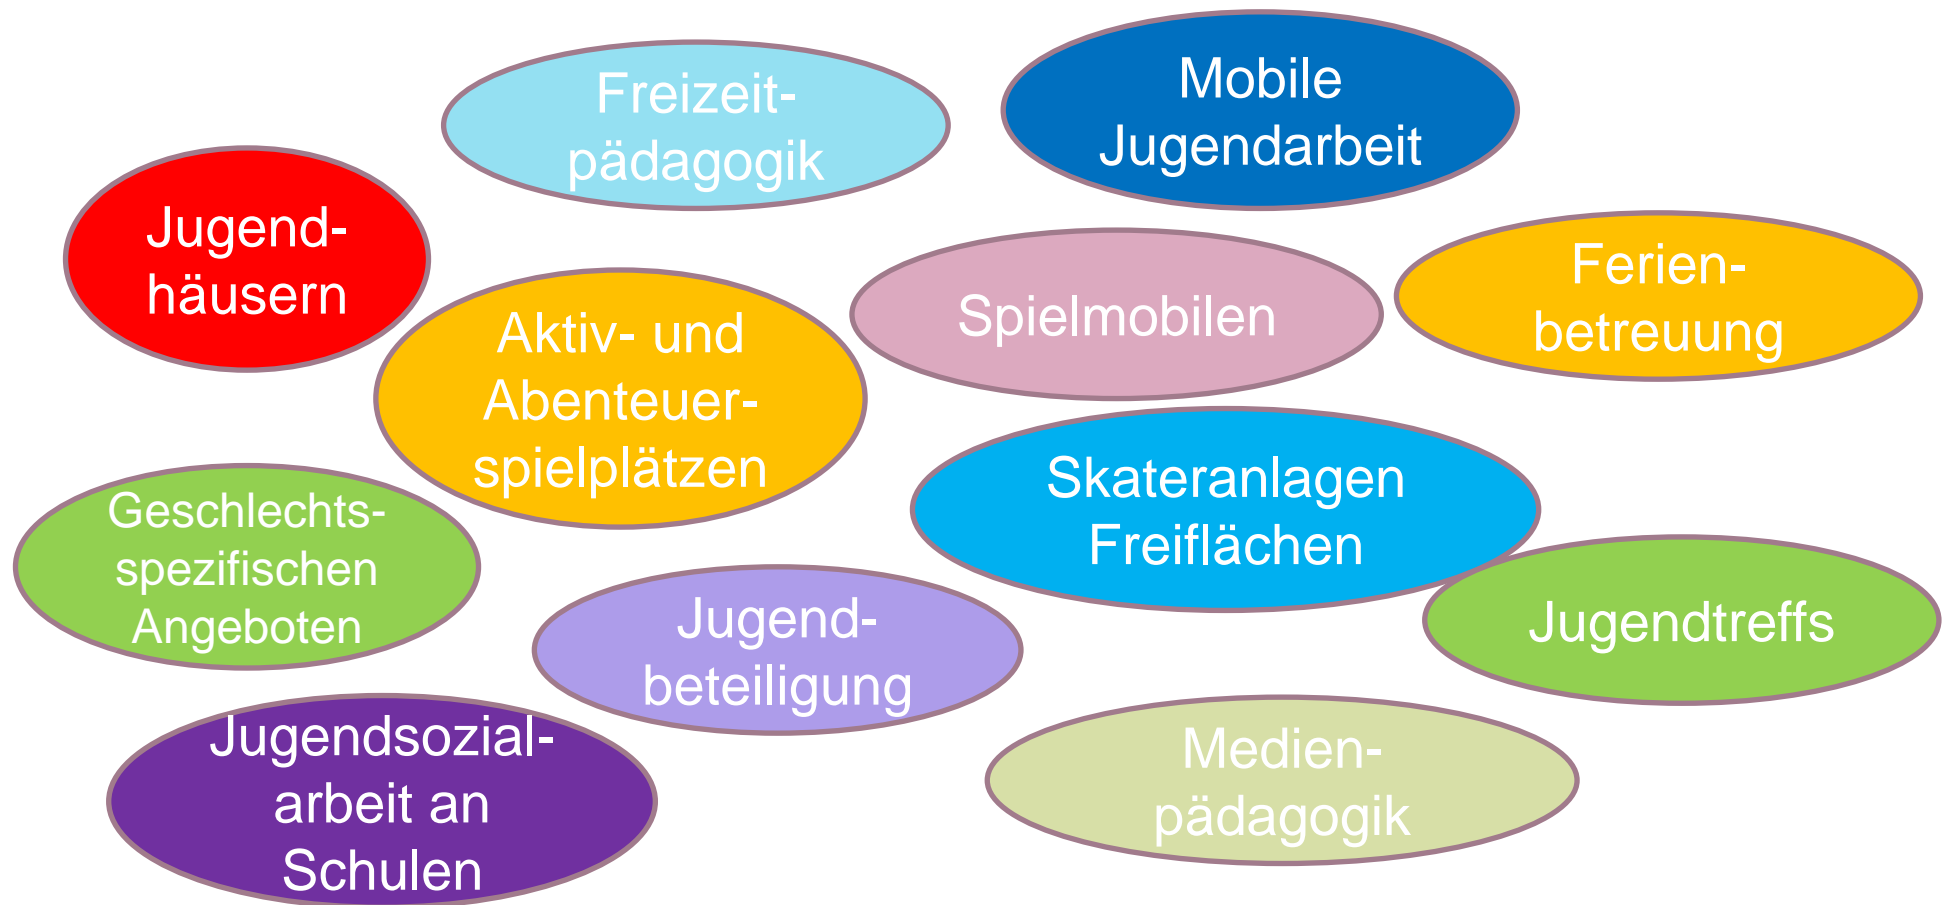 Freizeit-
pädagogik
Mobile
Jugendarbeit
Jugend-
häusern
Aktiv- und
Abenteuer-
spielplätzen
Spielmobilen
Ferien-
betreuung
Geschlechts-
spezifischen
Angeboten
Skateranlagen
Freiflächen
Jugend-
beteiligung
Jugendtreffs
Jugendsozial-
arbeit an
Schulen
Medien-
pädagogik